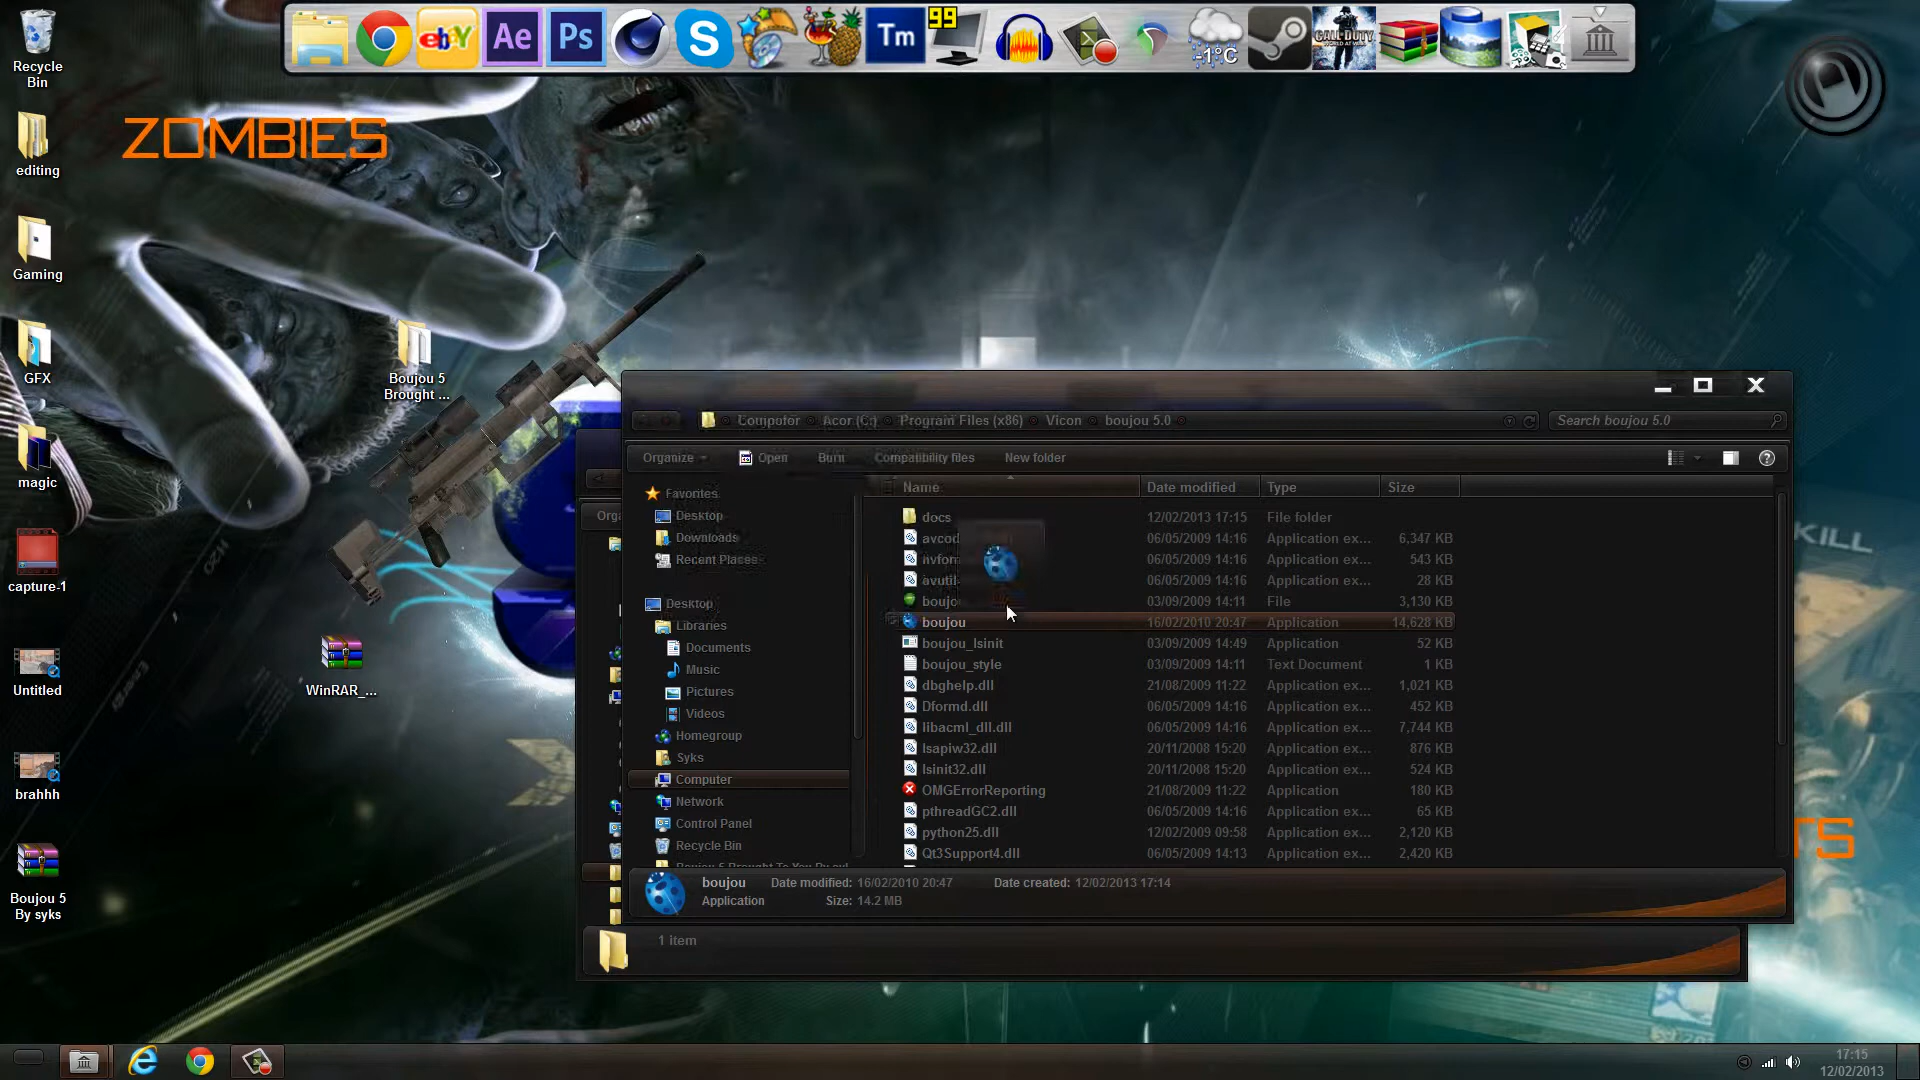 Recycle
Bin
ebY
Ae
Ps
S
Tm
99
-1°C
CALL DUTY
ZOMBIES
editing
Gaming
GFX
Boujou 5
Brought ...
magic
capture-1
WinRAR_...
Untitled
brahhh
Boujou 5
By syks
KILL
TS
Computer
Acor (C:)
Program Files (x86)
Vicon
boujou 5.0
Search boujou 5.0
Organize
Open
Burn
Compatibility files
New folder
Name
Date modified
Type
Size
Orga
Favorites
Desktop
Downloads
Recent Places
Desktop
Libraries
Documents
Music
Pictures
Videos
Homegroup
Syks
Computer
Network
Control Panel
Recycle Bin
docs 12/02/2013 17:15 File folder
avcod 06/05/2009 14:16 Application ex... 6,347 KB
avform 06/05/2009 14:16 Application ex... 543 KB
avutil- 06/05/2009 14:16 Application ex... 28 KB
boujo 03/09/2009 14:11 File 3,130 KB
boujou 16/02/2010 20:47 Application 14,628 KB
boujou_lsinit 03/09/2009 14:49 Application 52 KB
boujou_style 03/09/2009 14:11 Text Document 1 KB
dbghelp.dll 21/08/2009 11:22 Application ex... 1,021 KB
Dformd.dll 06/05/2009 14:16 Application ex... 452 KB
libacml_dll.dll 06/05/2009 14:16 Application ex... 7,744 KB
lsapiw32.dll 20/11/2008 15:20 Application ex... 876 KB
lsinit32.dll 20/11/2008 15:20 Application ex... 524 KB
OMGErrorReporting 21/08/2009 11:22 Application 180 KB
pthreadGC2.dll 06/05/2009 14:16 Application ex... 65 KB
python25.dll 12/02/2009 09:58 Application ex... 2,120 KB
Qt3Support4.dll 06/05/2009 14:13 Application ex... 2,420 KB
boujou Date modified: 16/02/2010 20:47 Date created: 12/02/2013 17:14
Application Size: 14.2 MB
1 item
17:15
12/02/2013